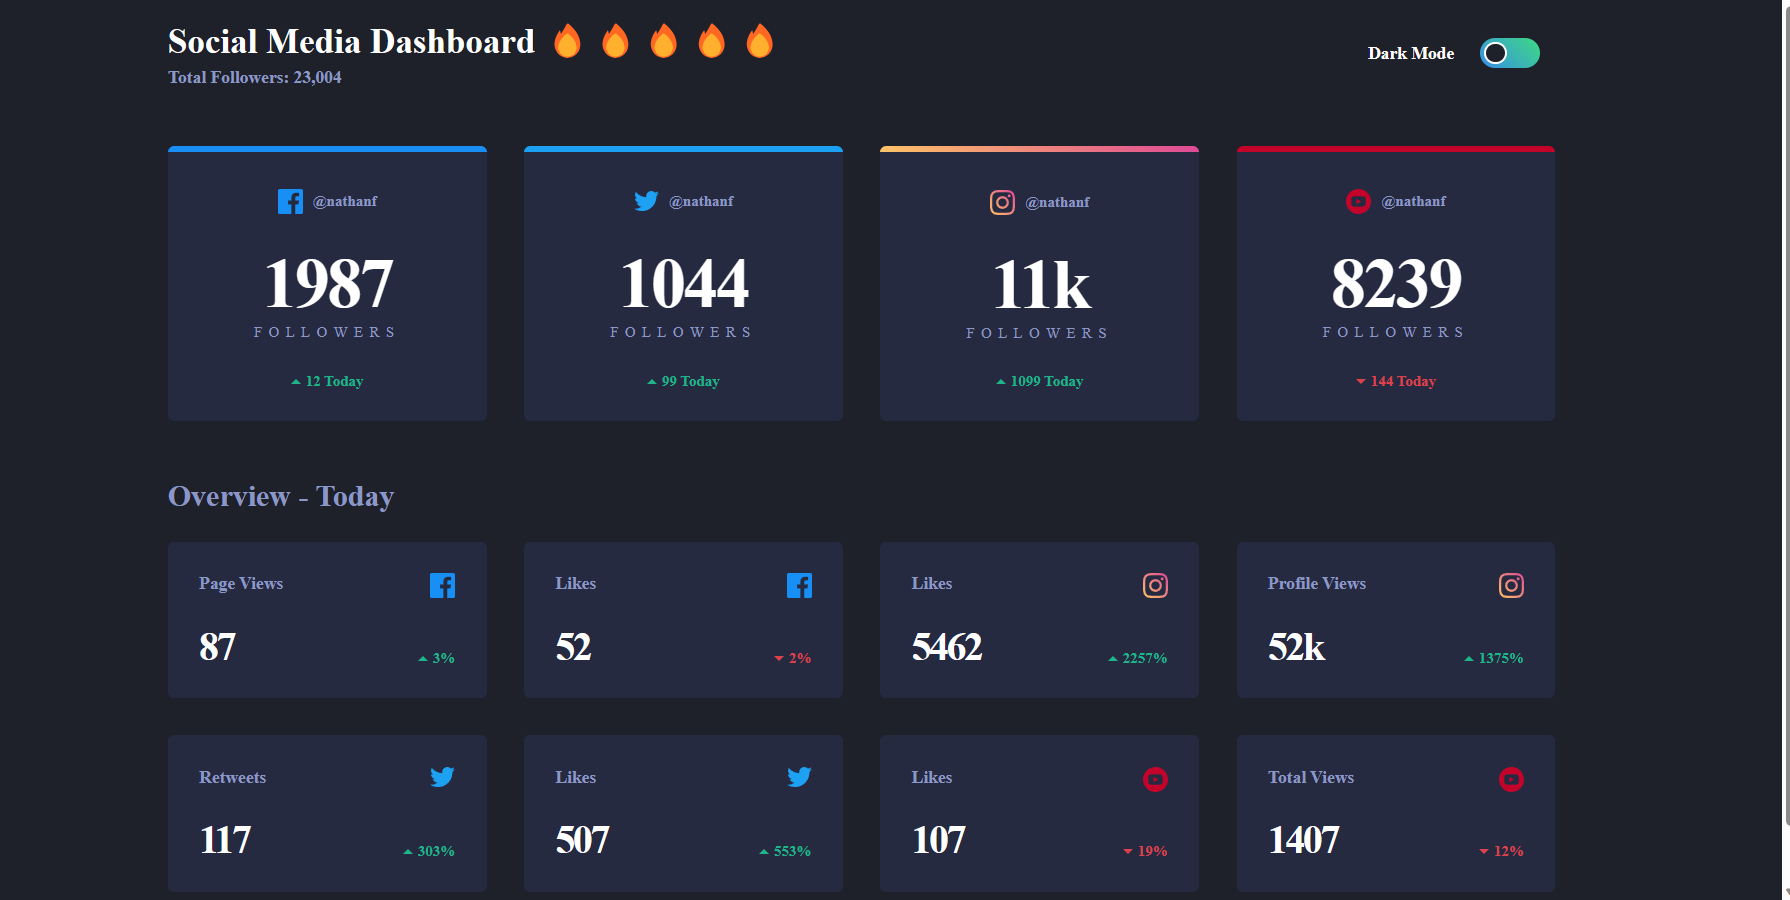 Social Media Dashboard 🔥 🔥 🔥 🔥 🔥
Total Followers: 23,004
Dark Mode
@nathanf
1987
FOLLOWERS
12 Today
@nathanf
1044
FOLLOWERS
99 Today
@nathanf
11k
FOLLOWERS
1099 Today
@nathanf
8239
FOLLOWERS
144 Today
Overview - Today
Page Views
87
3%
Likes
52
2%
Likes
5462
2257%
Profile Views
52k
1375%
Retweets
117
303%
Likes
507
553%
Likes
107
19%
Total Views
1407
12%